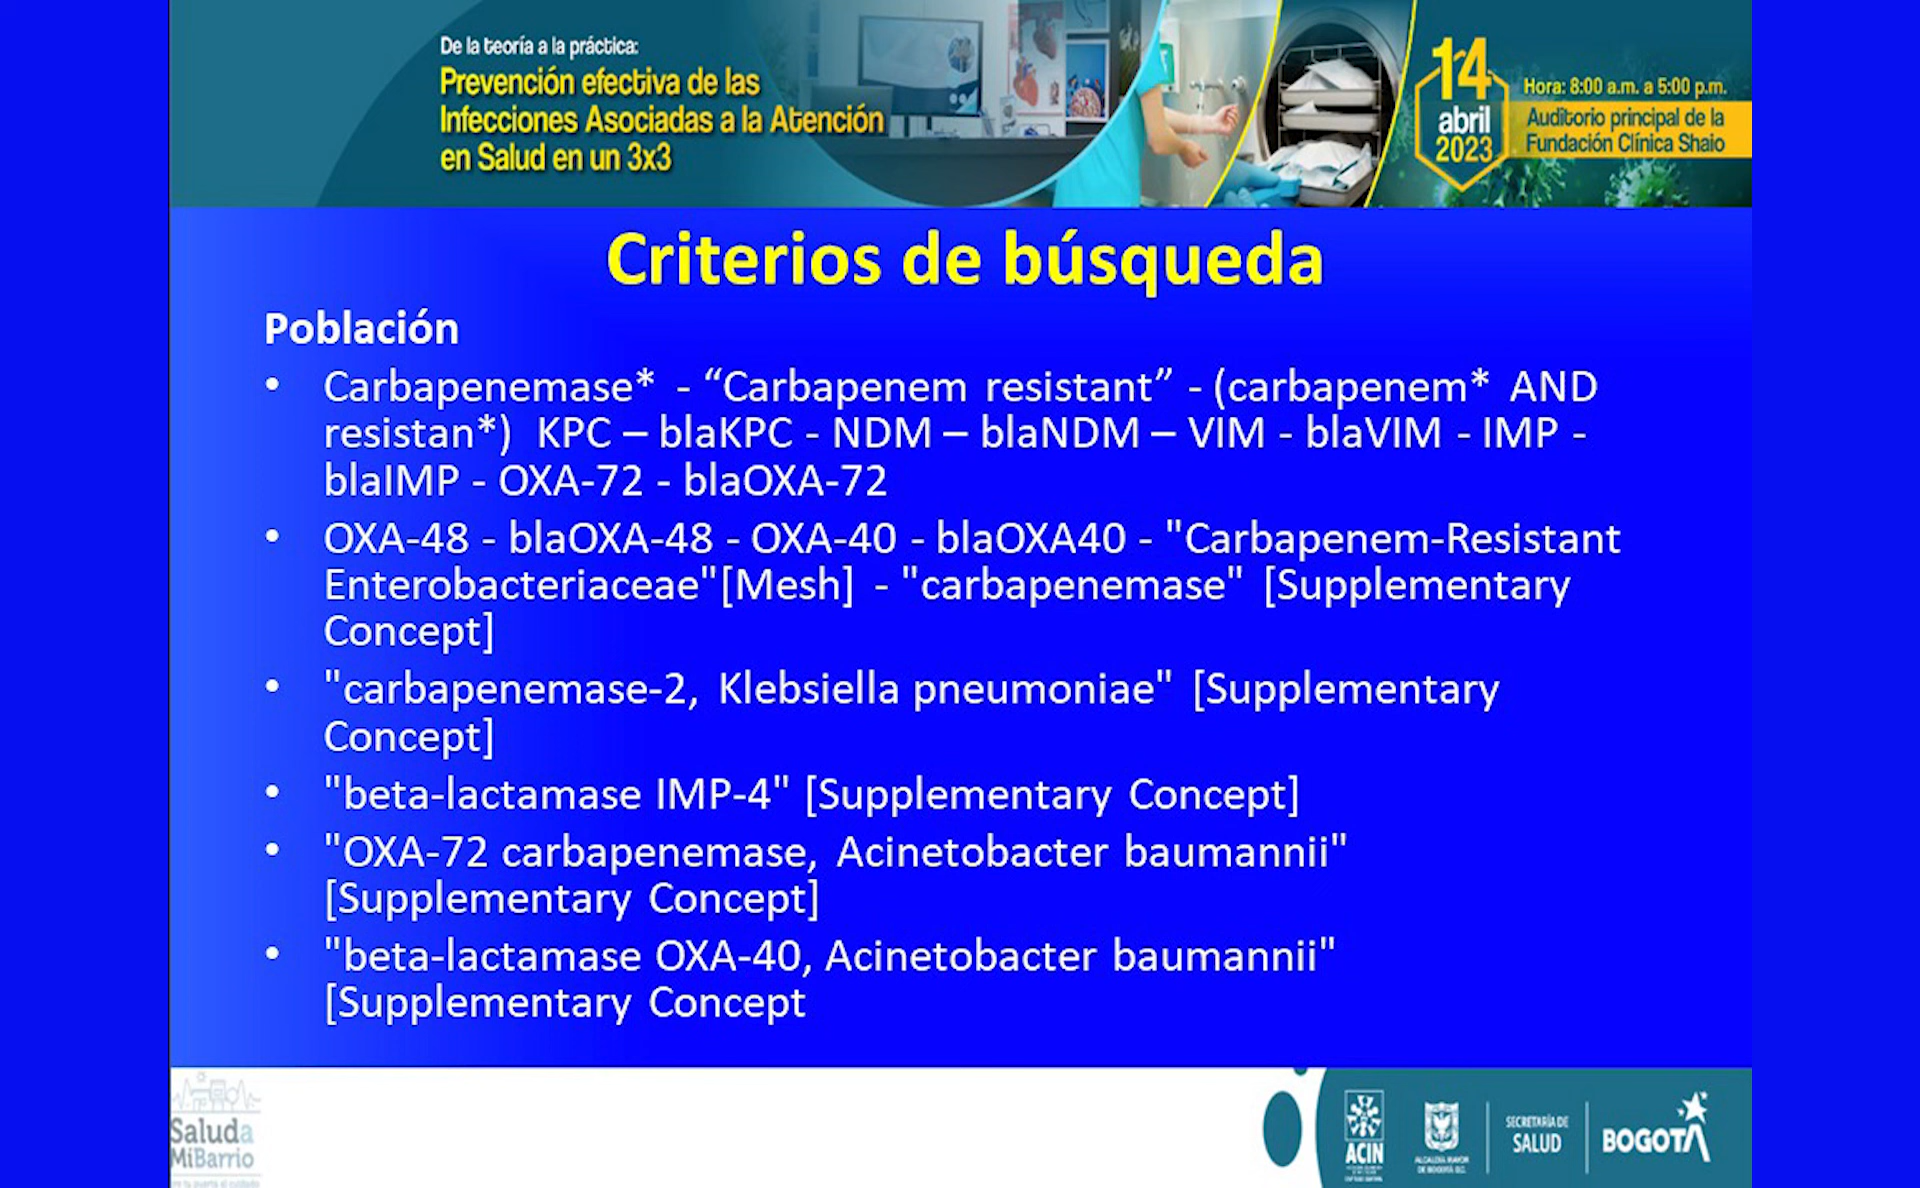 De la teoría a la práctica:
Prevención efectiva de las
Infecciones Asociadas a la Atención
en Salud en un 3x3
14
abril
2023
Hora: 8:00 a.m. a 5:00 p.m.
Auditorio principal de la
Fundación Clínica Shaio
Criterios de búsqueda
Población
• Carbapenemase* - “Carbapenem resistant” - (carbapenem* AND
resistan*) KPC – blaKPC - NDM – blaNDM – VIM - blaVIM - IMP -
blaIMP - OXA-72 - blaOXA-72
• OXA-48 - blaOXA-48 - OXA-40 - blaOXA40 - "Carbapenem-Resistant
Enterobacteriaceae"[Mesh] - "carbapenemase" [Supplementary
Concept]
• "carbapenemase-2, Klebsiella pneumoniae" [Supplementary
Concept]
• "beta-lactamase IMP-4" [Supplementary Concept]
• "OXA-72 carbapenemase, Acinetobacter baumannii"
[Supplementary Concept]
• "beta-lactamase OXA-40, Acinetobacter baumannii"
[Supplementary Concept
Saluda
MiBarrio
ACIN
ALCALDÍA MAYOR
DE BOGOTÁ D.C.
SECRETARÍA DE
SALUD
BOGOTÁ